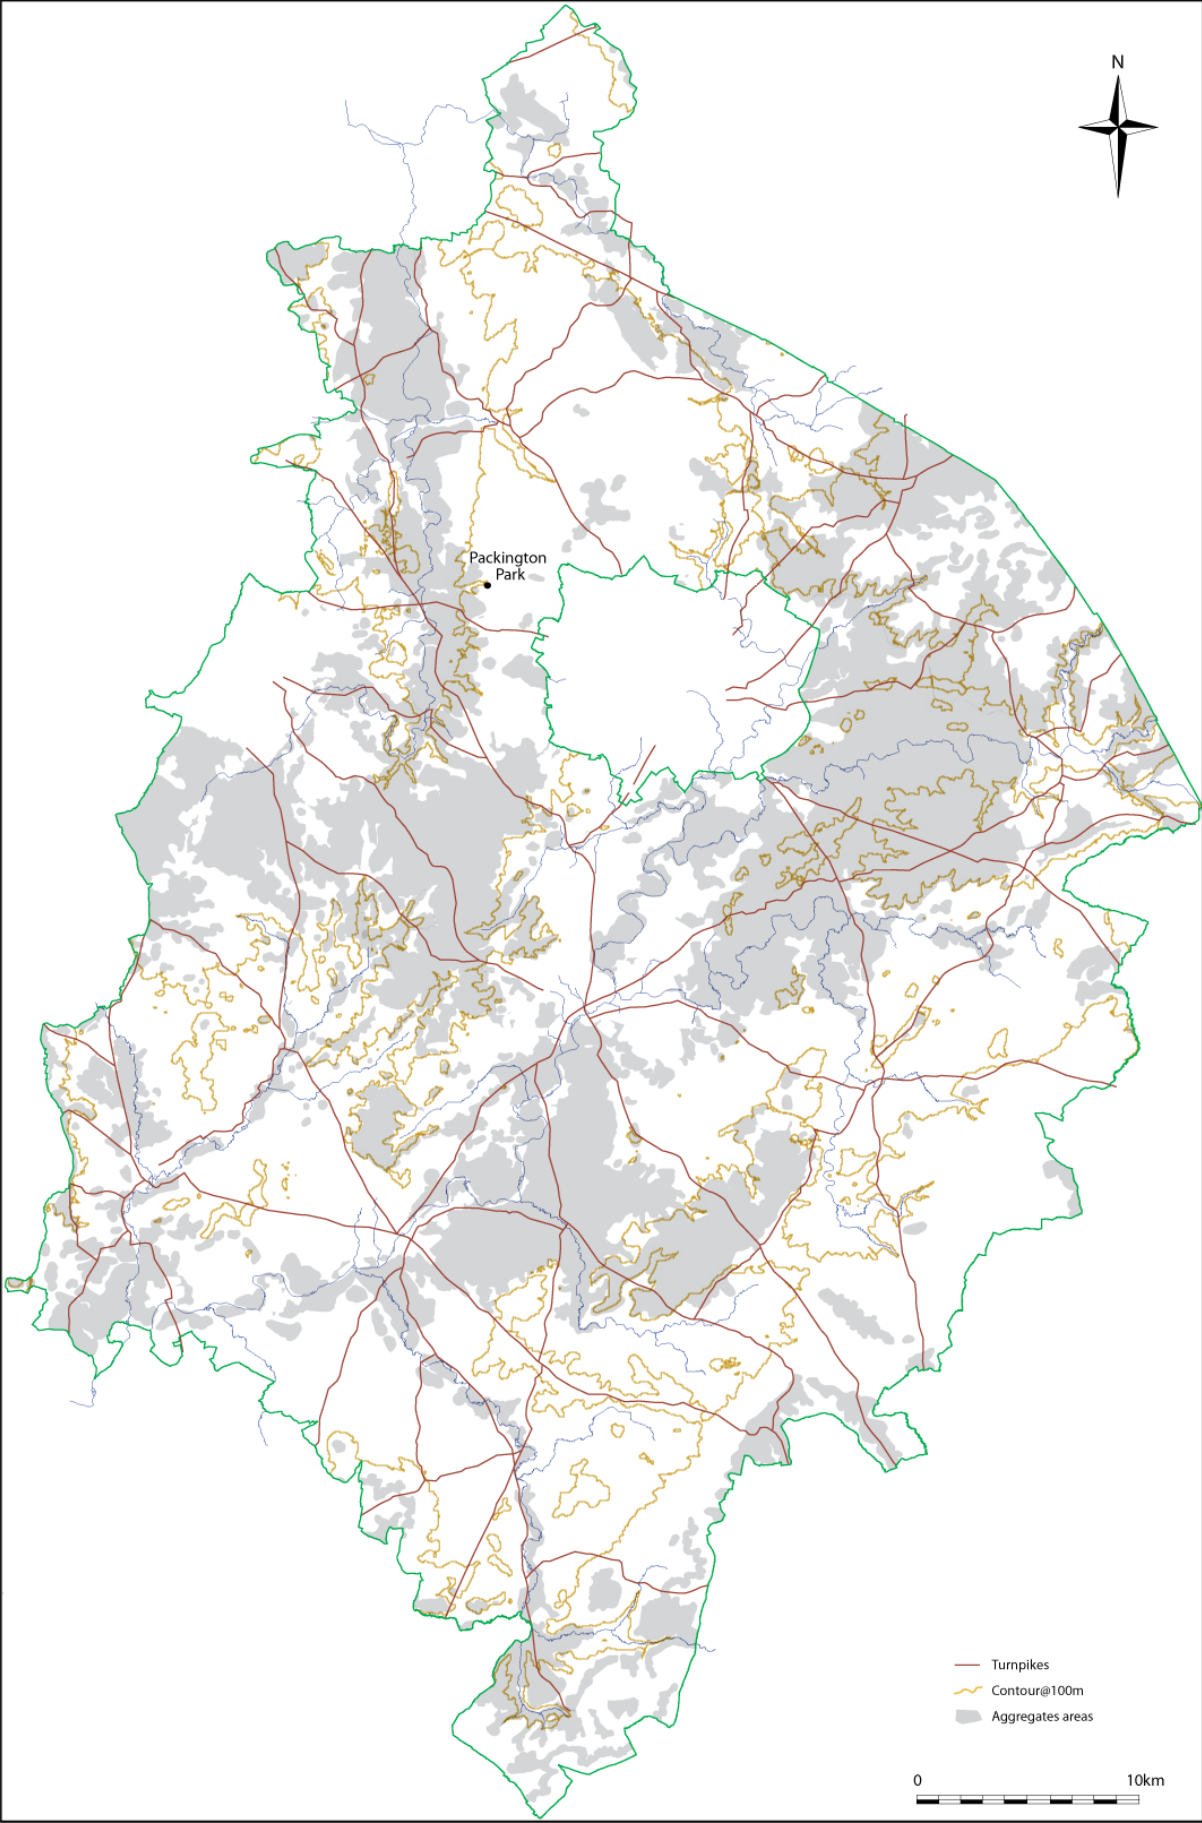 N
Packington
Park
Turnpikes
Contour@100m
Aggregates areas
0 10km